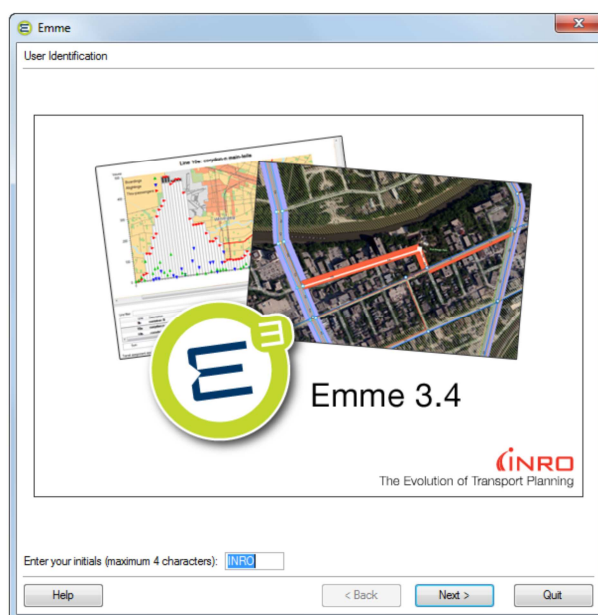 Emme
User Identification
Boardings
Emme 3.4
INRO
The Evolution of Transport Planning
Enter your initials (maximum 4 characters): INRO
Help
< Back
Next >
Quit